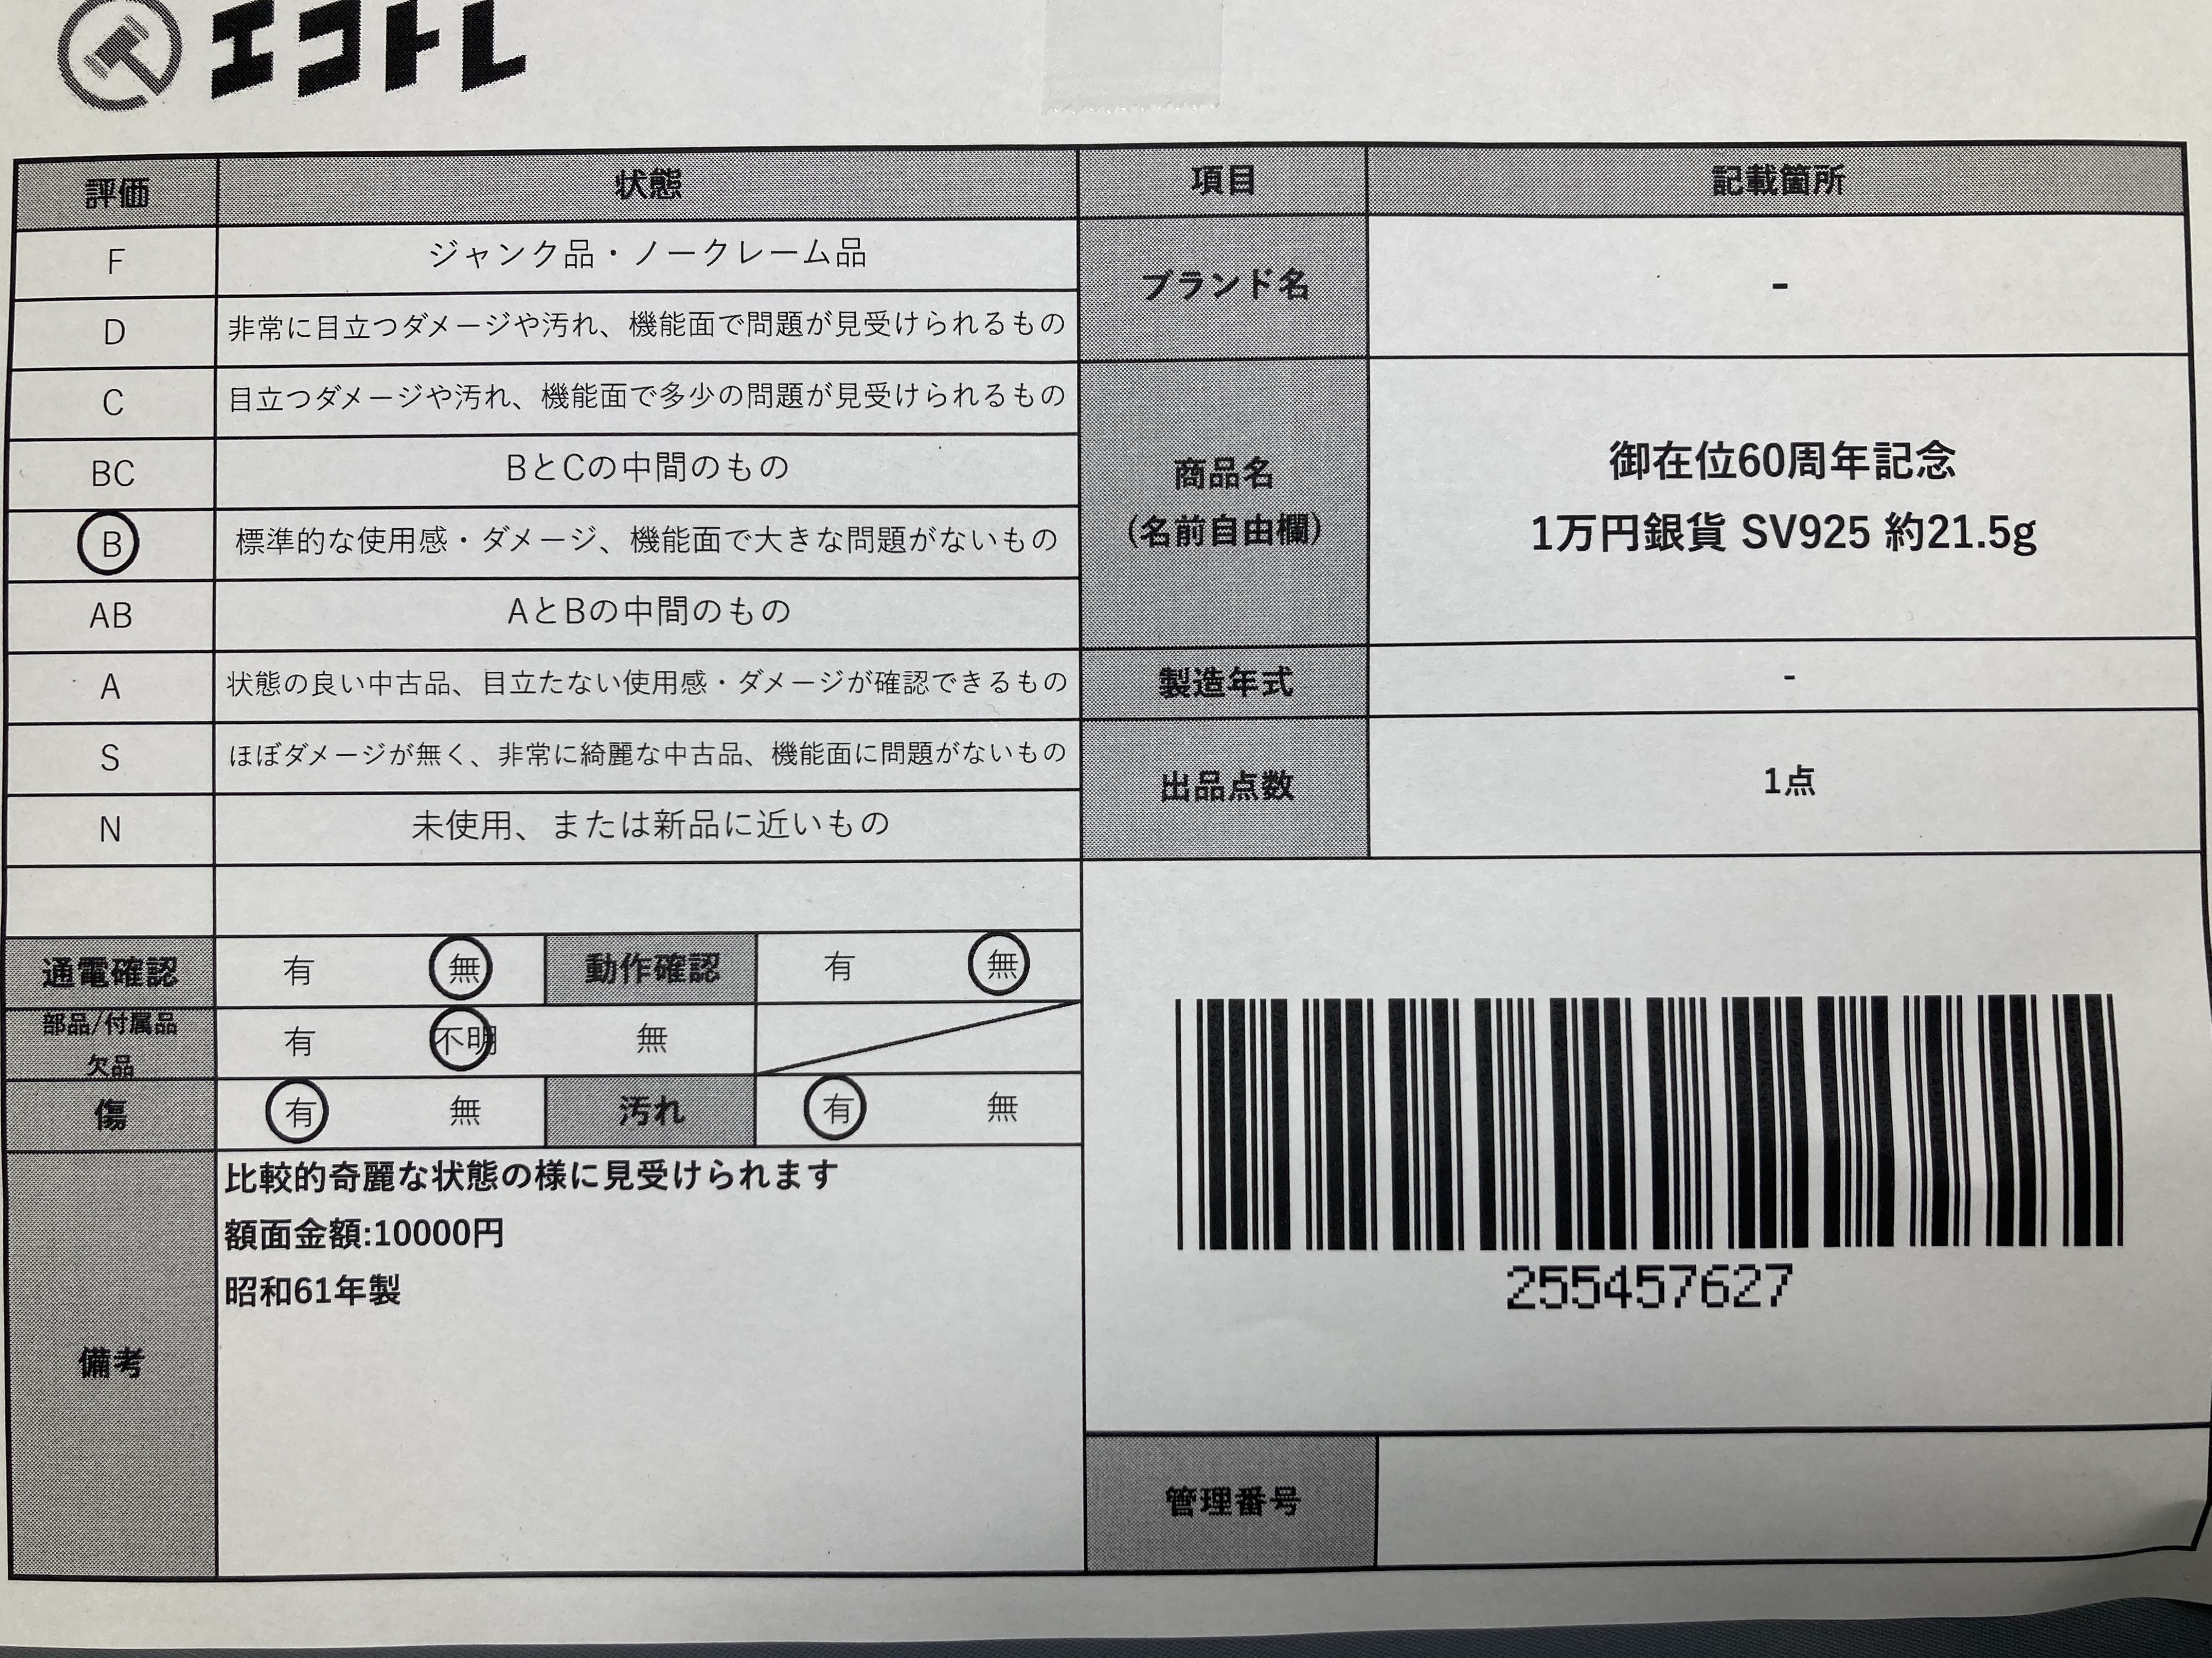 エコトレ
評価 状態 項目 記載箇所
F ジャンク品・ノークレーム品
D 非常に目立つダメージや汚れ、機能面で問題が見受けられるもの
ブランド名 -
C 目立つダメージや汚れ、機能面で多少の問題が見受けられるもの
BC BとCの中間のもの
B 標準的な使用感・ダメージ、機能面で大きな問題がないもの
商品名
(名前自由欄)
御在位60周年記念
1万円銀貨 SV925 約21.5g
AB AとBの中間のもの
A 状態の良い中古品、目立たない使用感・ダメージが確認できるもの
製造年式 -
S ほぼダメージが無く、非常に綺麗な中古品、機能面に問題がないもの
出品点数 1点
N 未使用、または新品に近いもの
通電確認 有 無 動作確認 有 無
部品/付属品
欠品
有 不明 無
傷 有 無 汚れ 有 無
備考
比較的奇麗な状態の様に見受けられます
額面金額:10000円
昭和61年製
255457627
管理番号